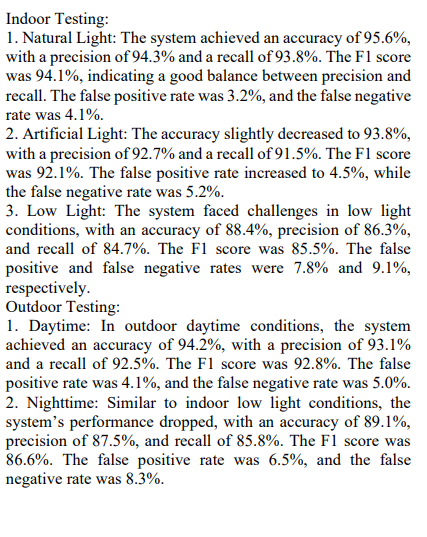 Indoor Testing:
1. Natural Light: The system achieved an accuracy of 95.6%,
with a precision of 94.3% and a recall of 93.8%. The F1 score
was 94.1%, indicating a good balance between precision and
recall. The false positive rate was 3.2%, and the false negative
rate was 4.1%.
2. Artificial Light: The accuracy slightly decreased to 93.8%,
with a precision of 92.7% and a recall of 91.5%. The F1 score
was 92.1%. The false positive rate increased to 4.5%, while
the false negative rate was 5.2%.
3. Low Light: The system faced challenges in low light
conditions, with an accuracy of 88.4%, precision of 86.3%,
and recall of 84.7%. The F1 score was 85.5%. The false
positive and false negative rates were 7.8% and 9.1%,
respectively.
Outdoor Testing:
1. Daytime: In outdoor daytime conditions, the system
achieved an accuracy of 94.2%, with a precision of 93.1%
and a recall of 92.5%. The F1 score was 92.8%. The false
positive rate was 4.1%, and the false negative rate was 5.0%.
2. Nighttime: Similar to indoor low light conditions, the
system’s performance dropped, with an accuracy of 89.1%,
precision of 87.5%, and recall of 85.8%. The F1 score was
86.6%. The false positive rate was 6.5%, and the false
negative rate was 8.3%.